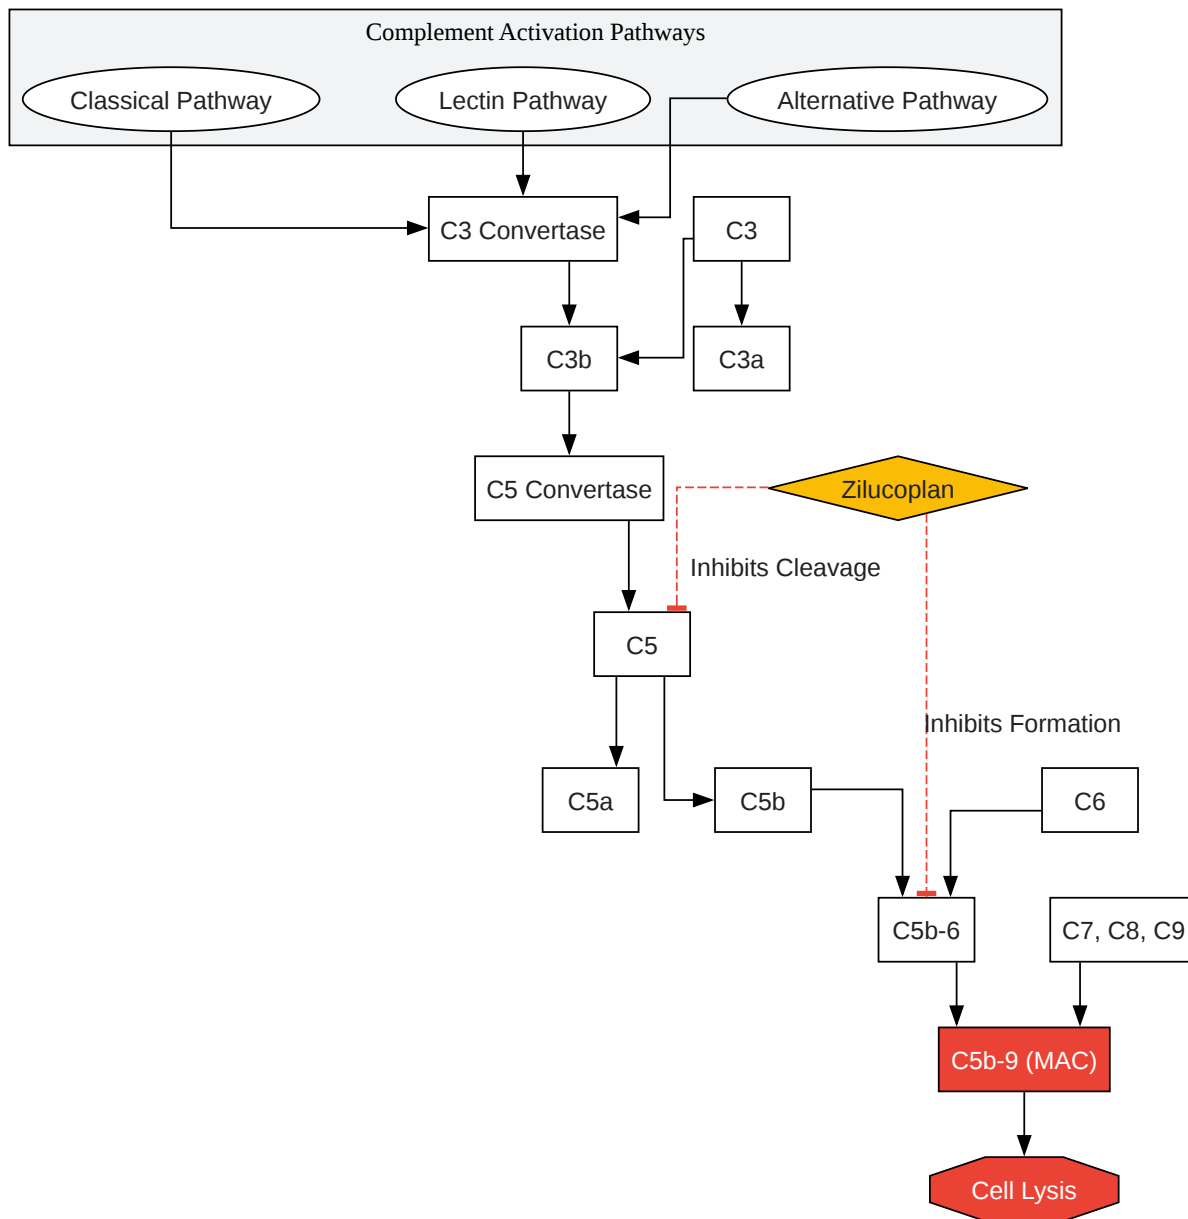 Complement Activation Pathways
Classical Pathway
Lectin Pathway
Alternative Pathway
C3 Convertase
C3
C3b
C3a
C5 Convertase
Zilucoplan
Inhibits Cleavage
C5
Inhibits Formation
C5a
C5b
C6
C5b-6
C7, C8, C9
C5b-9 (MAC)
Cell Lysis